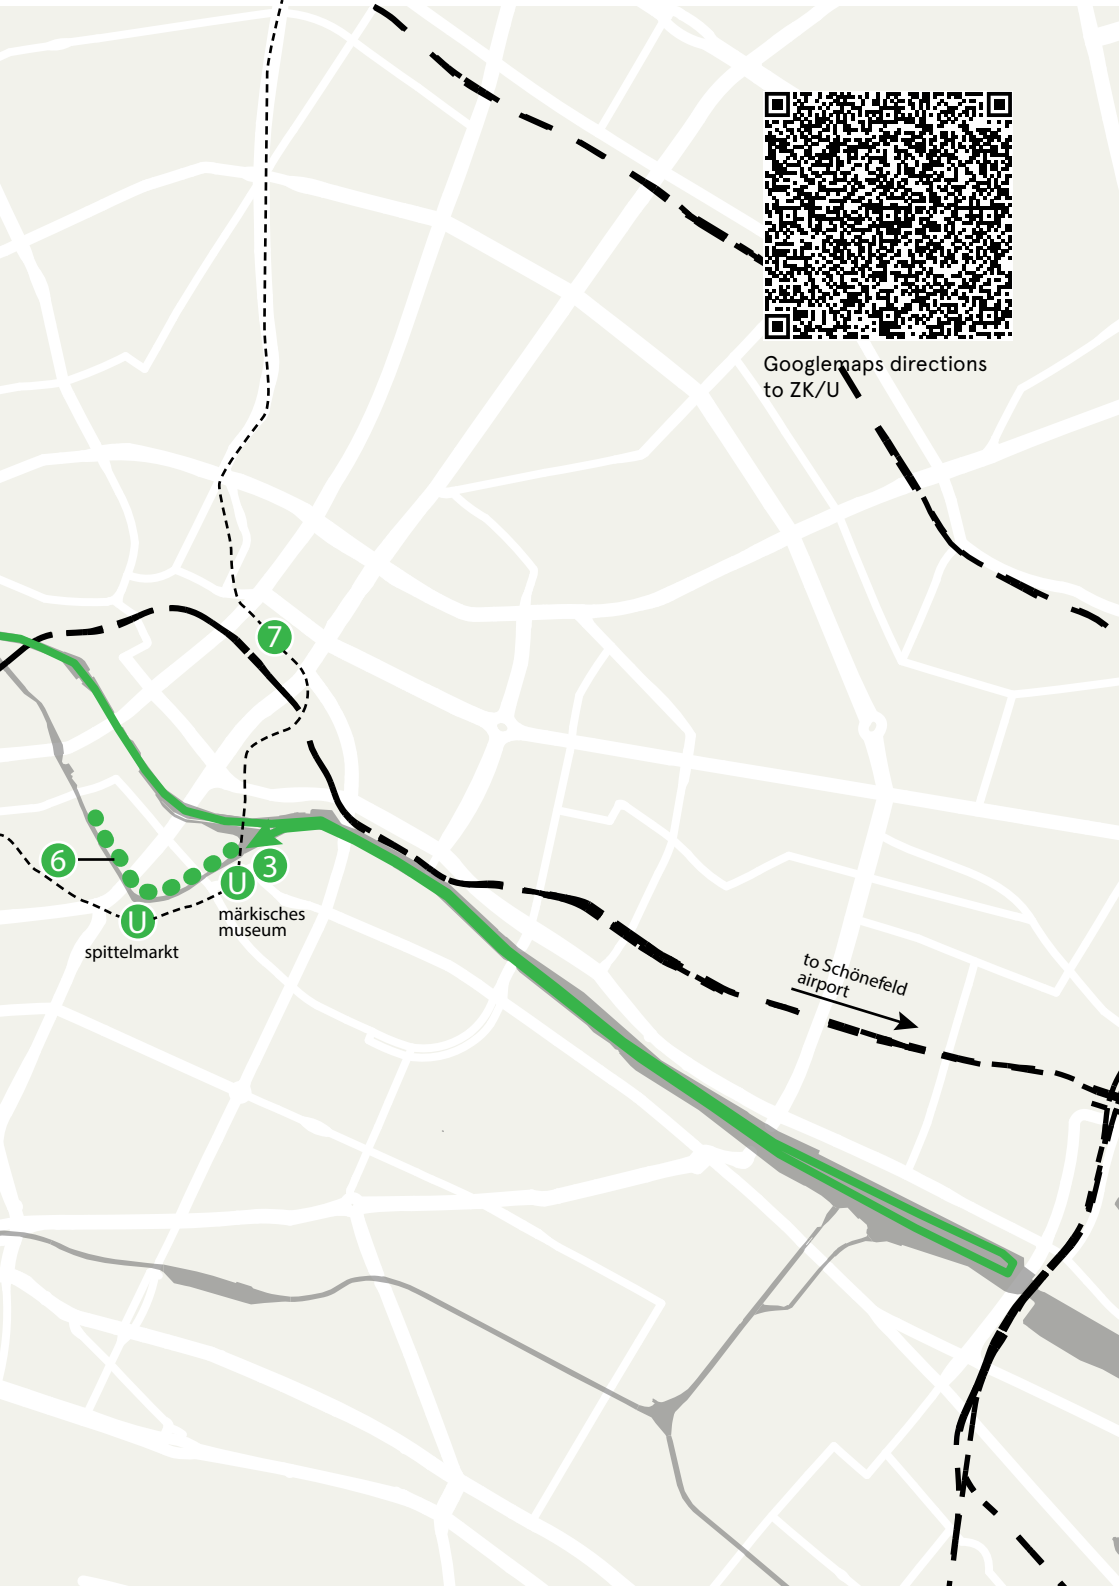 Googlemaps directions
to ZK/U
7
6
3
U
märkisches
museum
U
spittelmarkt
to Schönefeld
airport